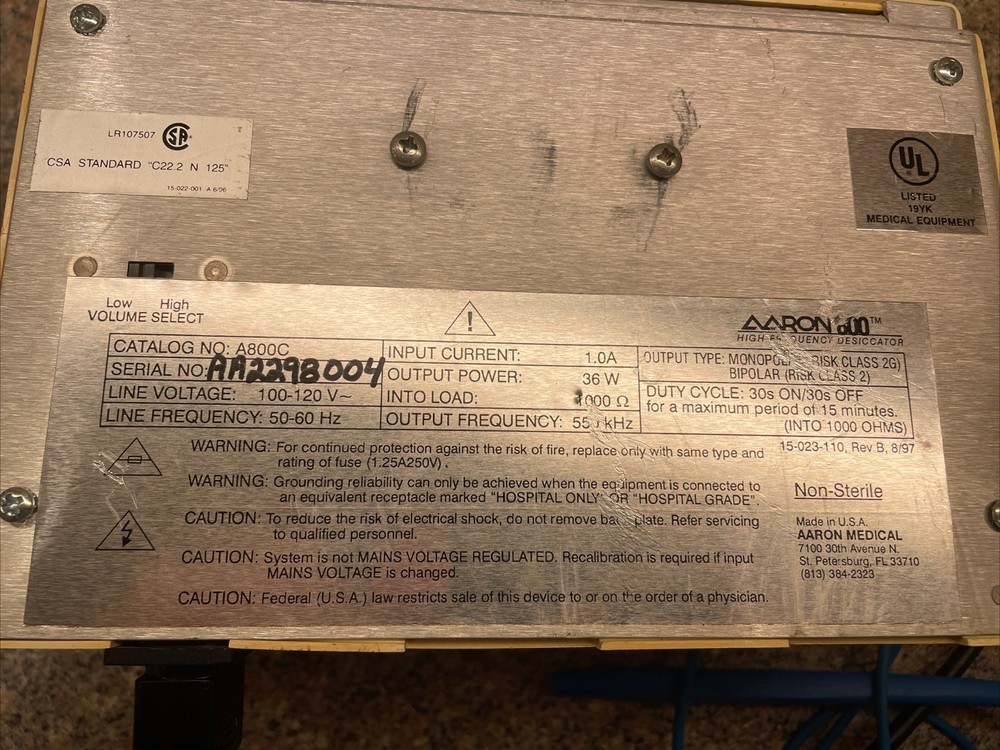 LR107507
CSA STANDARD "C22.2 N 125"
15-022-001 A 6/96
UL
LISTED
19YK
MEDICAL EQUIPMENT
Low High
VOLUME SELECT
!
AARON 800™
HIGH FREQUENCY DESICCATOR
CATALOG NO: A800C
SERIAL NO: AA2298004
LINE VOLTAGE: 100-120 V~
LINE FREQUENCY: 50-60 Hz
INPUT CURRENT: 1.0A
OUTPUT POWER: 36 W
INTO LOAD: 1000 Ω
OUTPUT FREQUENCY: kHz
OUTPUT TYPE: (RISK CLASS 2G)
BIPOLAR (RISK CLASS 2)
DUTY CYCLE: 30s ON/30s OFF
for a maximum period of 15 minutes.
(INTO 1000 OHMS)
15-023-110, Rev B, 8/97
WARNING: For continued protection against the risk of fire, replace only with same type and
rating of fuse (1.25A250V).
WARNING: Grounding reliability can only be achieved when the equipment is connected to
an equivalent receptacle marked "HOSPITAL ONLY" OR "HOSPITAL GRADE".
CAUTION: To reduce the risk of electrical shock, do not remove back plate. Refer servicing
to qualified personnel.
CAUTION: System is not MAINS VOLTAGE REGULATED. Recalibration is required if input
MAINS VOLTAGE is changed.
CAUTION: Federal (U.S.A.) law restricts sale of this device to or on the order of a physician.
Non-Sterile
Made in U.S.A.
AARON MEDICAL
7100 30th Avenue N.
St. Petersburg, FL 33710
(813) 384-2323